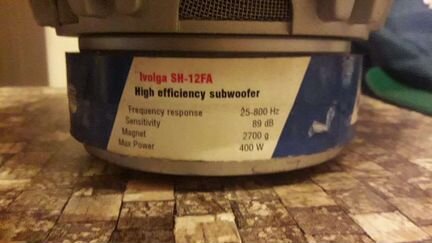 Ivolga SH-12FA
High efficiency subwoofer
Frequency response 25-800 Hz
Sensitivity 89 dB
Magnet 2700 g
Max Power 400 W